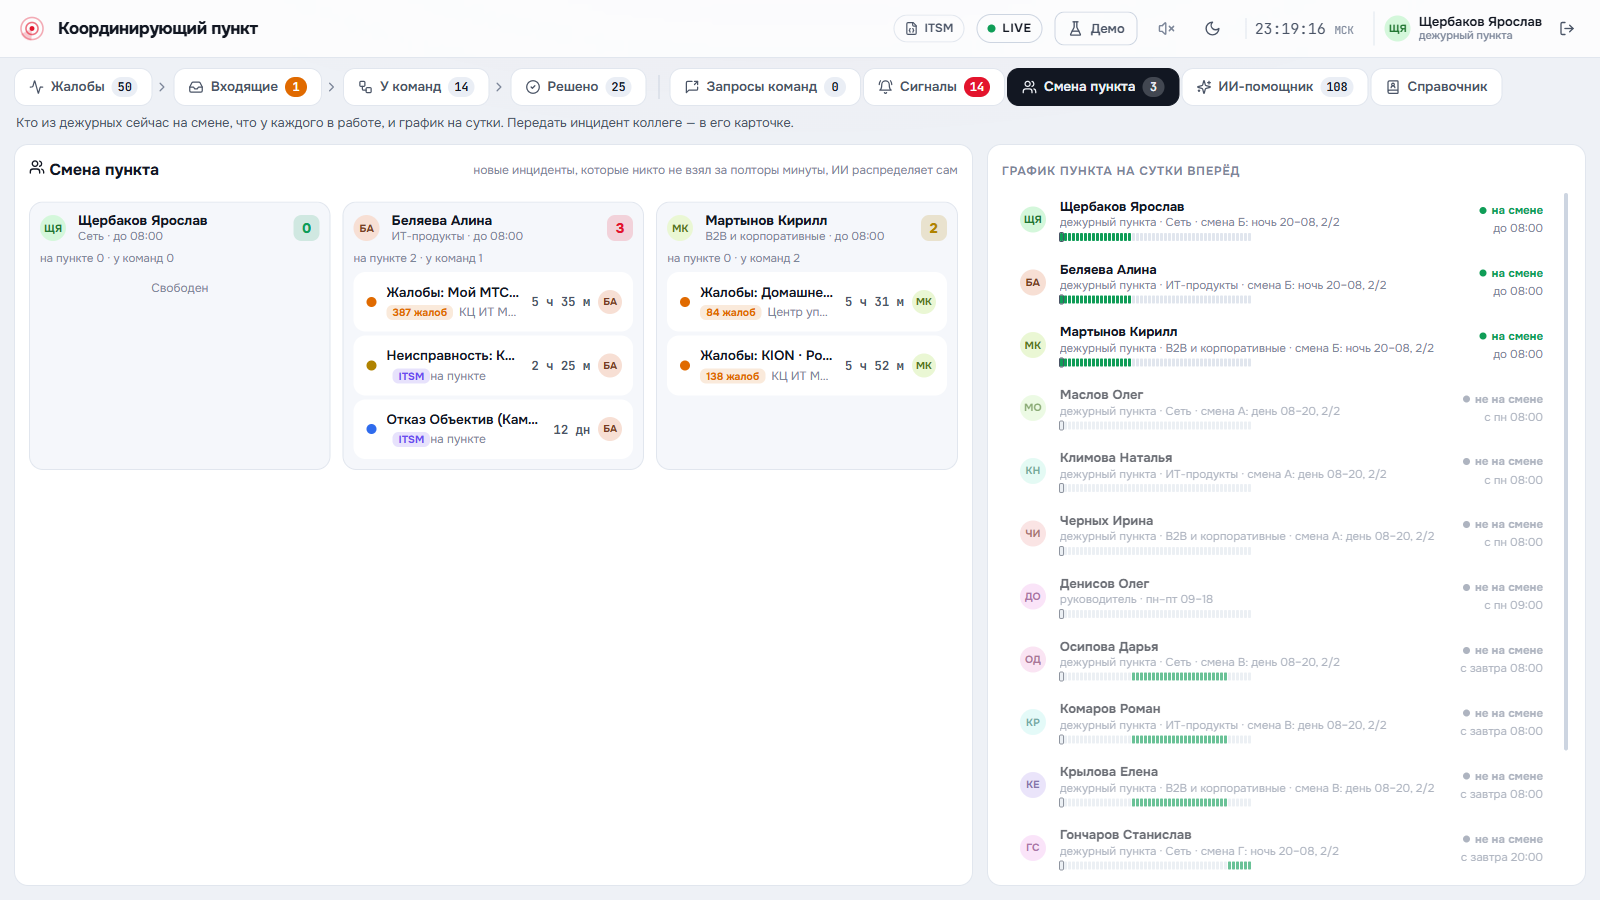 Координирующий пункт
ITSM
LIVE
Демо
23:19:16 МСК
ЩЯ
Щербаков Ярослав
дежурный пункта
Жалобы 50
Входящие 1
У команд 14
Решено 25
Запросы команд 0
Сигналы 14
Смена пункта 3
ИИ-помощник 108
Справочник
Кто из дежурных сейчас на смене, что у каждого в работе, и график на сутки. Передать инцидент коллеге — в его карточке.
Смена пункта
новые инциденты, которые никто не взял за полторы минуты, ИИ распределяет сам
ЩЯ
Щербаков Ярослав
Сеть · до 08:00
0
на пункте 0 · у команд 0
Свободен
БА
Беляева Алина
ИТ-продукты · до 08:00
3
на пункте 2 · у команд 1
Жалобы: Мой МТС...
387 жалоб КЦ ИТ М...
5 ч 35 м БА
Неисправность: К...
ITSM на пункте
2 ч 25 м БА
Отказ Объектив (Кам...
ITSM на пункте
12 дн БА
МК
Мартынов Кирилл
B2B и корпоративные · до 08:00
2
на пункте 0 · у команд 2
Жалобы: Домашне...
84 жалоб Центр уп...
5 ч 31 м МК
Жалобы: KION · Ро...
138 жалоб КЦ ИТ М...
5 ч 52 м МК
ГРАФИК ПУНКТА НА СУТКИ ВПЕРЁД
ЩЯ
Щербаков Ярослав
дежурный пункта · Сеть · смена Б: ночь 20–08, 2/2
на смене
до 08:00
БА
Беляева Алина
дежурный пункта · ИТ-продукты · смена Б: ночь 20–08, 2/2
на смене
до 08:00
МК
Мартынов Кирилл
дежурный пункта · B2B и корпоративные · смена Б: ночь 20–08, 2/2
на смене
до 08:00
МО
Маслов Олег
дежурный пункта · Сеть · смена А: день 08–20, 2/2
не на смене
с пн 08:00
КН
Климова Наталья
дежурный пункта · ИТ-продукты · смена А: день 08–20, 2/2
не на смене
с пн 08:00
ЧИ
Черных Ирина
дежурный пункта · B2B и корпоративные · смена А: день 08–20, 2/2
не на смене
с пн 08:00
ДО
Денисов Олег
руководитель · пн–пт 09–18
не на смене
с пн 09:00
ОД
Осипова Дарья
дежурный пункта · Сеть · смена В: день 08–20, 2/2
не на смене
с завтра 08:00
КР
Комаров Роман
дежурный пункта · ИТ-продукты · смена В: день 08–20, 2/2
не на смене
с завтра 08:00
КЕ
Крылова Елена
дежурный пункта · B2B и корпоративные · смена В: день 08–20, 2/2
не на смене
с завтра 08:00
ГС
Гончаров Станислав
дежурный пункта · Сеть · смена Г: ночь 20–08, 2/2
не на смене
с завтра 20:00